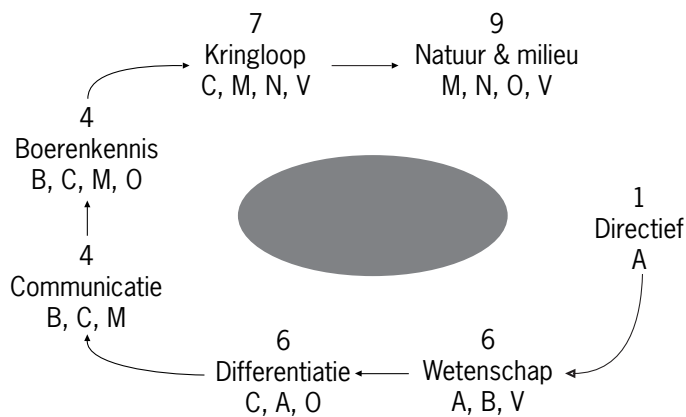 7
Kringloop
C, M, N, V
9
Natuur & milieu
M, N, O, V
4
Boerenkennis
B, C, M, O
1
Directief
A
4
Communicatie
B, C, M
6
Differentiatie
C, A, O
6
Wetenschap
A, B, V